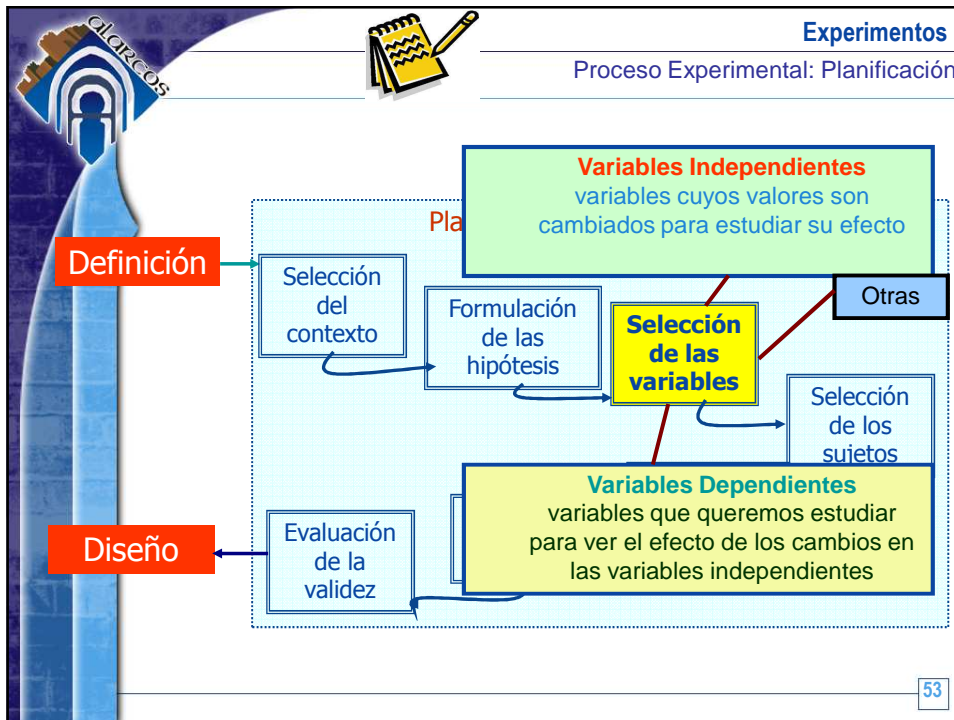 alarcos
Experimentos
Proceso Experimental: Planificación
Variables Independientes
variables cuyos valores son
cambiados para estudiar su efecto
Pla
Definición
Selección
del
contexto
Formulación
de las
hipótesis
Selección
de las
variables
Otras
Selección
de los
sujetos
Variables Dependientes
variables que queremos estudiar
para ver el efecto de los cambios en
las variables independientes
Evaluación
de la
validez
Diseño
53